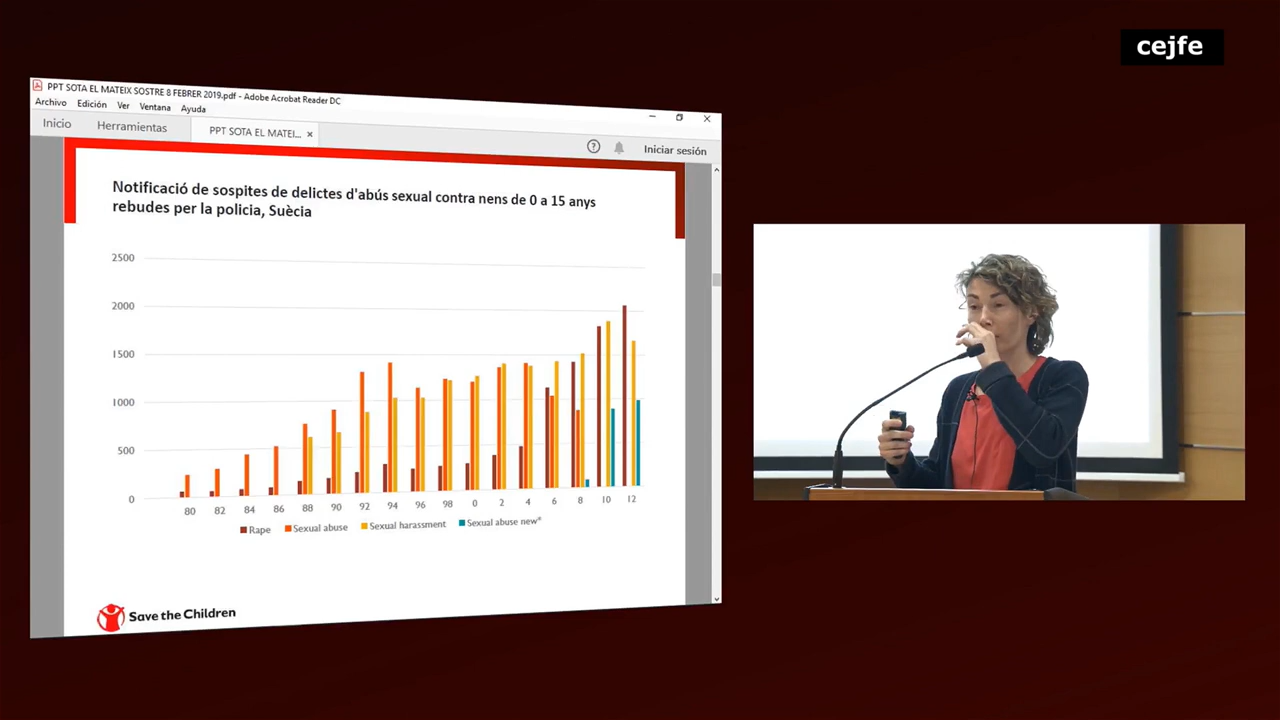 cejfe
PPT SOTA EL MATEIX SOSTRE 8 FEBRER 2019.pdf - Adobe Acrobat Reader DC
Archivo Edición Ver Ventana Ayuda
Inicio Herramientas PPT SOTA EL MATEI... × Iniciar sesión
Notificació de sospites de delictes d'abús sexual contra nens de 0 a 15 anys
rebudes per la policia, Suècia
2500
2000
1500
1000
500
0
80 82 84 86 88 90 92 94 96 98 0 2 4 6 8 10 12
Rape Sexual abuse Sexual harassment Sexual abuse new*
Save the Children